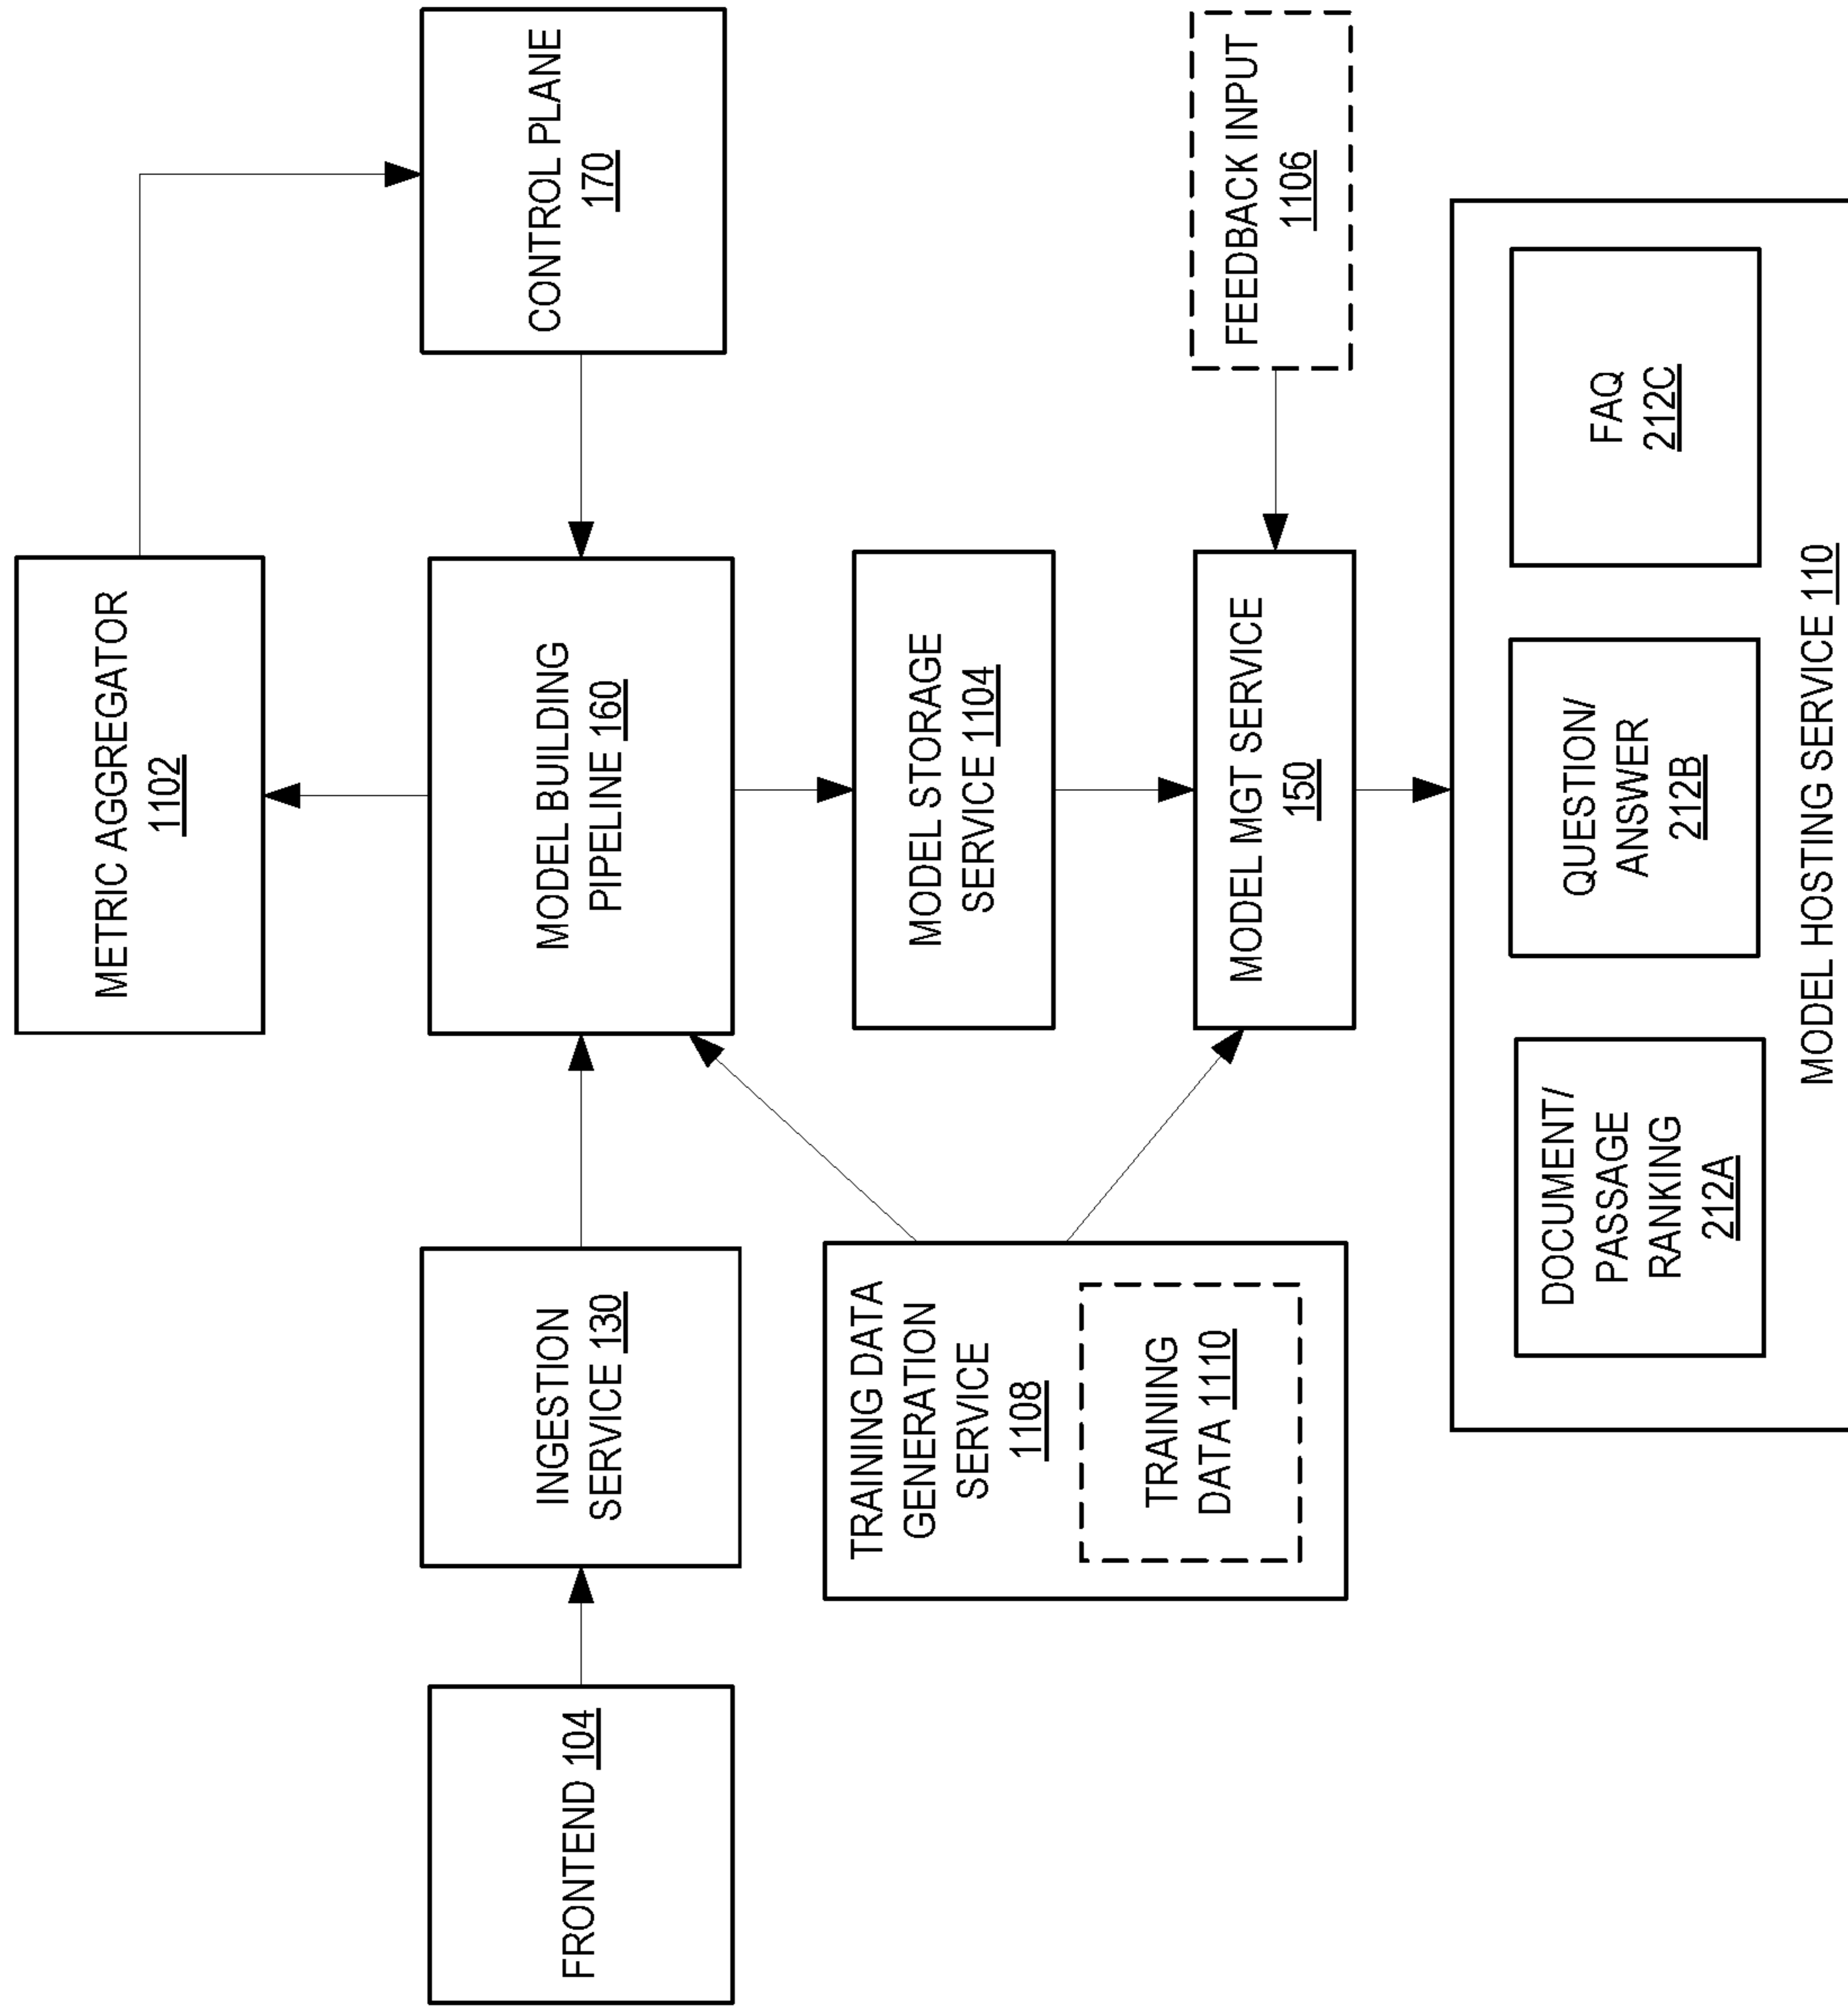 METRIC AGGREGATOR
1102
FRONTEND 104
INGESTION
SERVICE 130
MODEL BUILDING
PIPELINE 160
CONTROL PLANE
170
TRAINING DATA
GENERATION
SERVICE
1108
TRAINING
DATA 1110
MODEL STORAGE
SERVICE 1104
MODEL MGT SERVICE
150
FEEDBACK INPUT
1106
DOCUMENT/
PASSAGE
RANKING
212A
QUESTION/
ANSWER
212B
FAQ
212C
MODEL HOSTING SERVICE 110